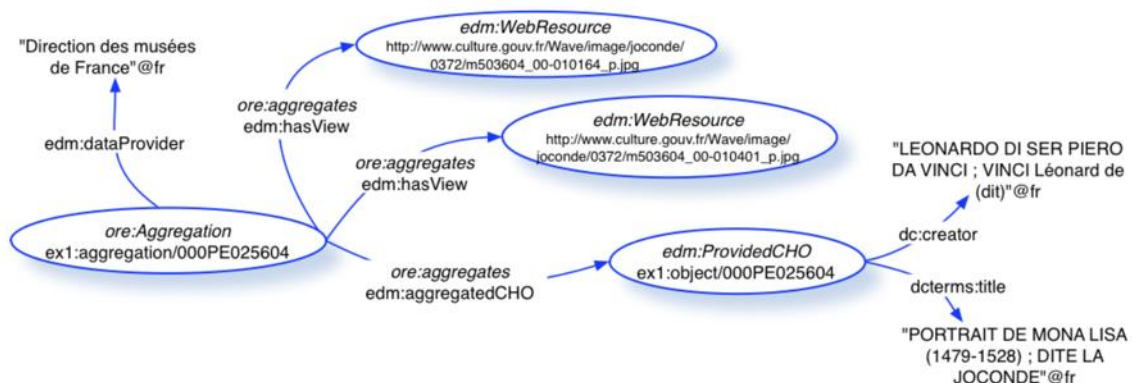 edm:WebResource
http://www.culture.gouv.fr/Wave/image/joconde/
0372/m503604_00-010164_p.jpg
"Direction des musées
de France"@fr
ore:aggregates
edm:hasView
edm:dataProvider
edm:WebResource
http://www.culture.gouv.fr/Wave/image/
joconde/0372/m503604_00-010401_p.jpg
ore:aggregates
edm:hasView
"LEONARDO DI SER PIERO
DA VINCI ; VINCI Léonard de
(dit)"@fr
ore:Aggregation
ex1:aggregation/000PE025604
dc:creator
edm:ProvidedCHO
ex1:object/000PE025604
ore:aggregates
edm:aggregatedCHO
dcterms:title
"PORTRAIT DE MONA LISA
(1479-1528) ; DITE LA
JOCONDE"@fr